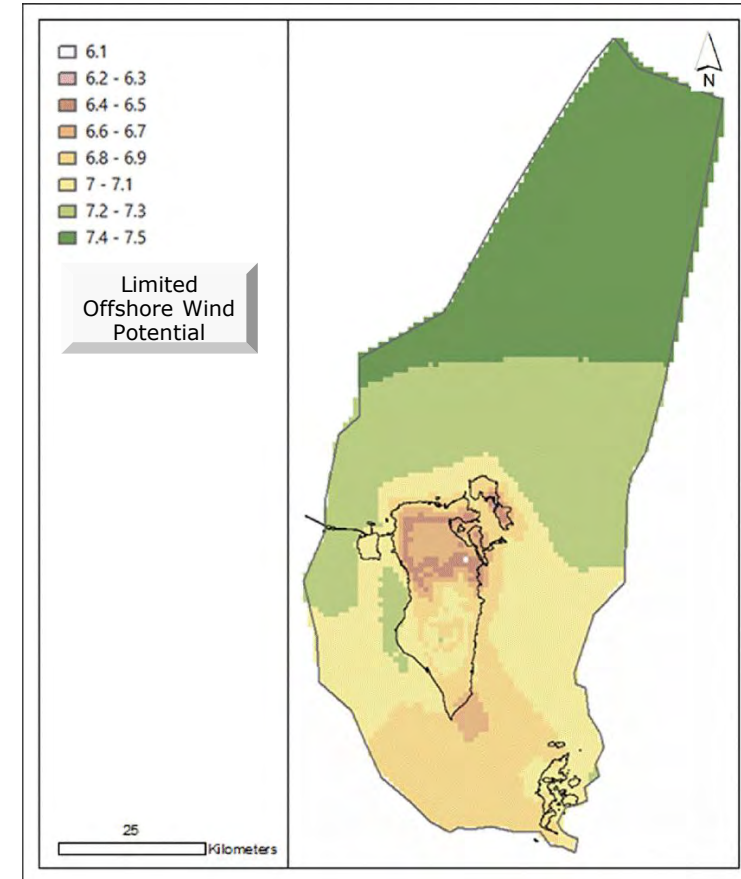 6.1
6.2 - 6.3
6.4 - 6.5
6.6 - 6.7
6.8 - 6.9
7 - 7.1
7.2 - 7.3
7.4 - 7.5
Limited
Offshore Wind
Potential
N
25
Kilometers